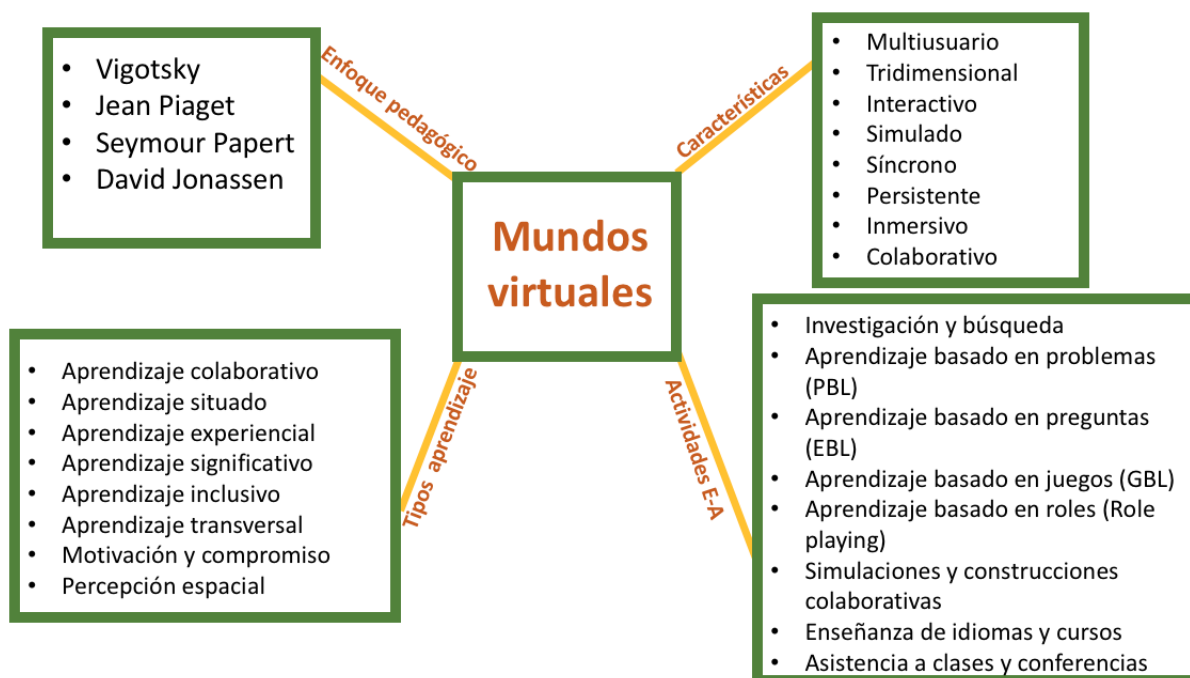 Mundos
virtuales
Enfoque pedagógico
• Vigotsky
• Jean Piaget
• Seymour Papert
• David Jonassen
Características
• Multiusuario
• Tridimensional
• Interactivo
• Simulado
• Síncrono
• Persistente
• Inmersivo
• Colaborativo
Tipos aprendizaje
• Aprendizaje colaborativo
• Aprendizaje situado
• Aprendizaje experiencial
• Aprendizaje significativo
• Aprendizaje inclusivo
• Aprendizaje transversal
• Motivación y compromiso
• Percepción espacial
Actividades E-A
• Investigación y búsqueda
• Aprendizaje basado en problemas
(PBL)
• Aprendizaje basado en preguntas
(EBL)
• Aprendizaje basado en juegos (GBL)
• Aprendizaje basado en roles (Role
playing)
• Simulaciones y construcciones
colaborativas
• Enseñanza de idiomas y cursos
• Asistencia a clases y conferencias